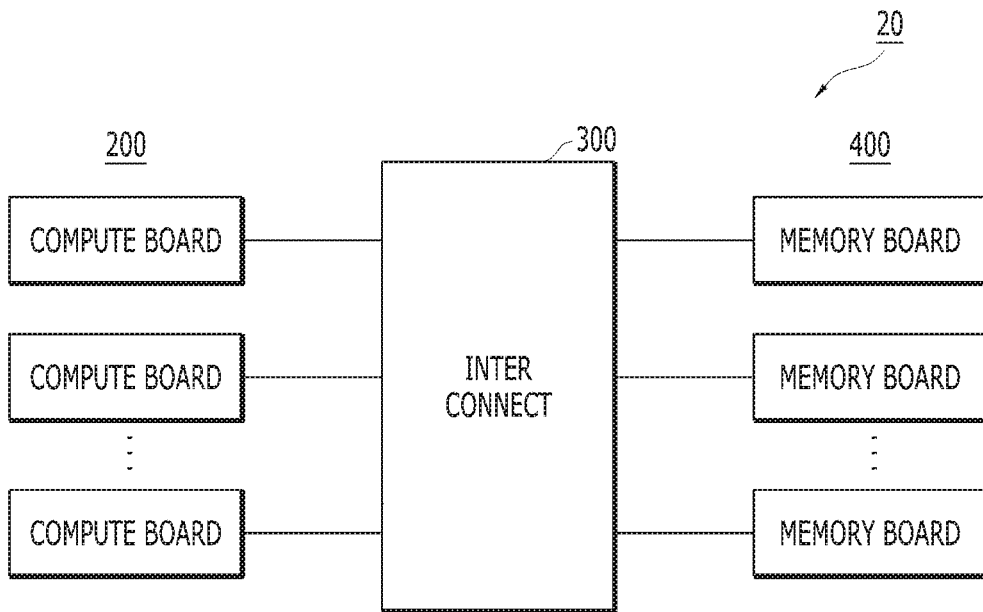 20
200
300
400
COMPUTE BOARD
MEMORY BOARD
COMPUTE BOARD
INTER
CONNECT
MEMORY BOARD
COMPUTE BOARD
MEMORY BOARD